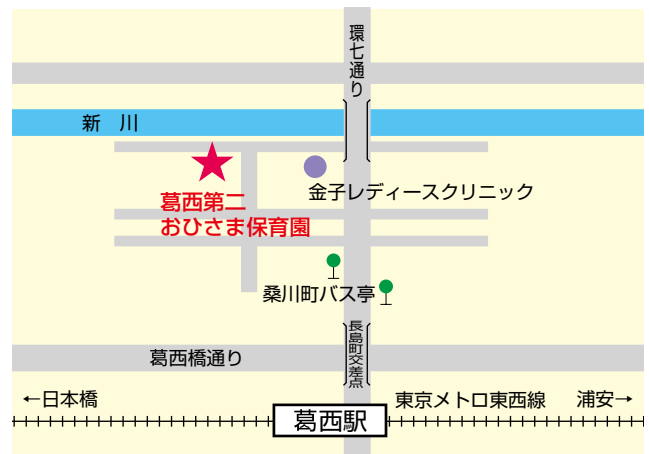 環七通り
新 川
金子レディースクリニック
葛西第二
おひさま保育園
桑川町バス亭
長島町交差点
葛西橋通り
←日本橋
東京メトロ東西線
浦安→
葛西駅